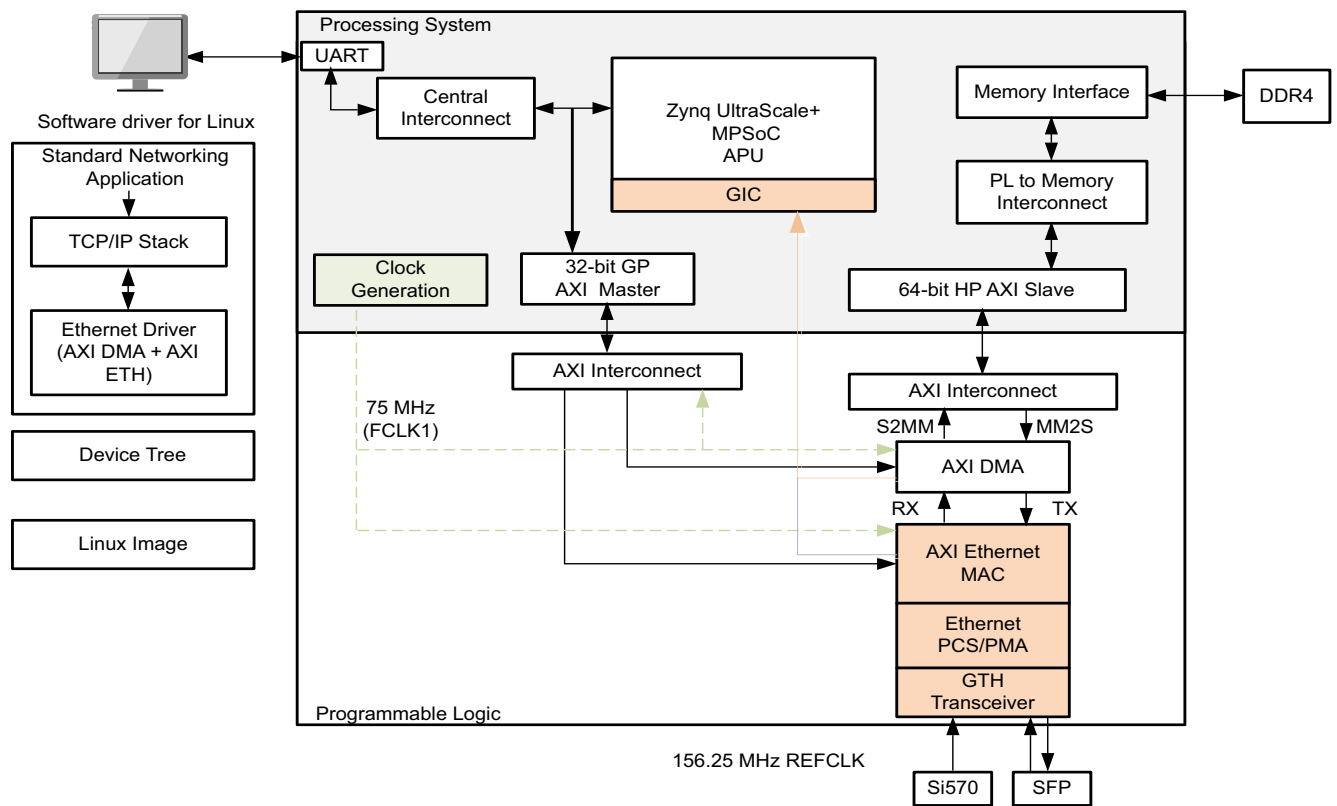 Processing System
UART
Central
Interconnect
Zynq UltraScale+
MPSoC
APU
GIC
Memory Interface
DDR4
PL to Memory
Interconnect
Clock
Generation
32-bit GP
AXI Master
64-bit HP AXI Slave
Software driver for Linux
Standard Networking
Application
TCP/IP Stack
Ethernet Driver
(AXI DMA + AXI
ETH)
Device Tree
Linux Image
AXI Interconnect
AXI Interconnect
75 MHz
(FCLK1)
S2MM
MM2S
AXI DMA
RX
TX
AXI Ethernet
MAC
Ethernet
PCS/PMA
GTH
Transceiver
Programmable Logic
156.25 MHz REFCLK
Si570
SFP